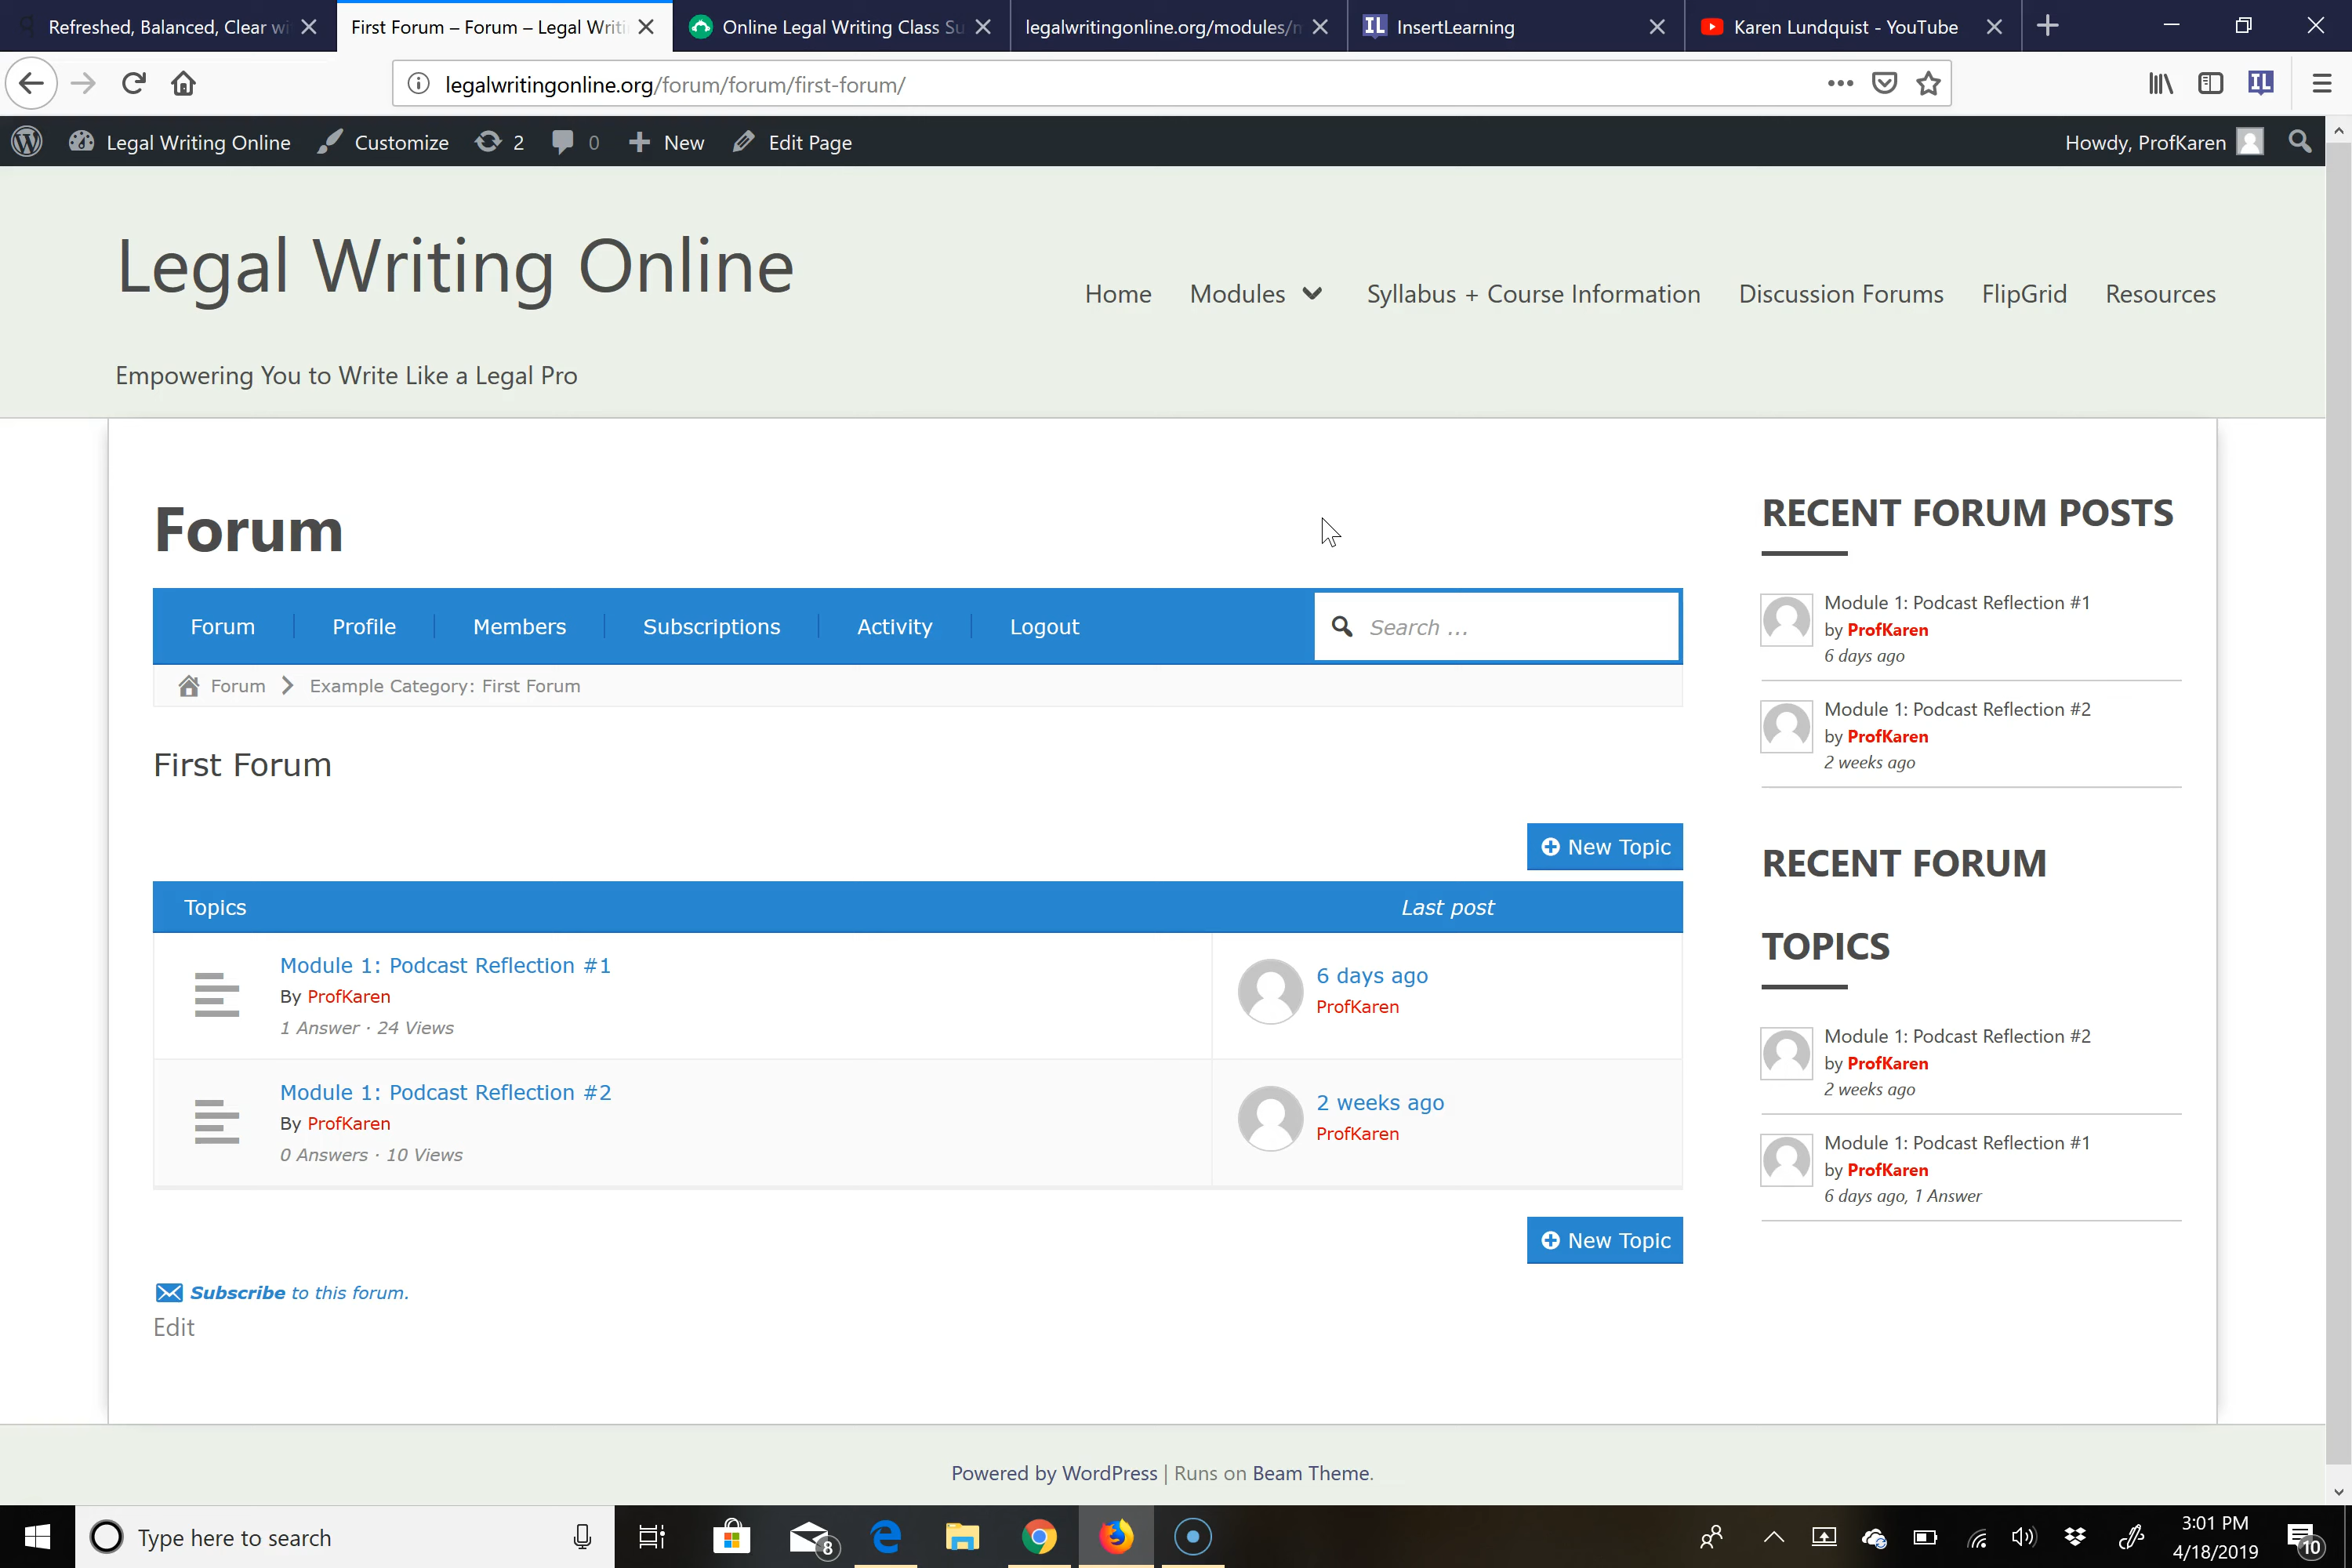 Refreshed, Balanced, Clear wi
First Forum – Forum – Legal Writi
Online Legal Writing Class Su
legalwritingonline.org/modules/
IL InsertLearning
Karen Lundquist - YouTube
legalwritingonline.org/forum/forum/first-forum/
IL
Legal Writing Online
Customize
2
0
New
Edit Page
Howdy, ProfKaren
Legal Writing Online
Home
Modules
Syllabus + Course Information
Discussion Forums
FlipGrid
Resources
Empowering You to Write Like a Legal Pro
Forum
Forum
Profile
Members
Subscriptions
Activity
Logout
Search ...
Forum
Example Category: First Forum
First Forum
New Topic
Topics
Last post
Module 1: Podcast Reflection #1
By ProfKaren
1 Answer · 24 Views
6 days ago
ProfKaren
Module 1: Podcast Reflection #2
By ProfKaren
0 Answers · 10 Views
2 weeks ago
ProfKaren
New Topic
Subscribe to this forum.
Edit
RECENT FORUM POSTS
Module 1: Podcast Reflection #1
by ProfKaren
6 days ago
Module 1: Podcast Reflection #2
by ProfKaren
2 weeks ago
RECENT FORUM
TOPICS
Module 1: Podcast Reflection #2
by ProfKaren
2 weeks ago
Module 1: Podcast Reflection #1
by ProfKaren
6 days ago, 1 Answer
Powered by WordPress | Runs on Beam Theme.
Type here to search
8
3:01 PM
4/18/2019
10